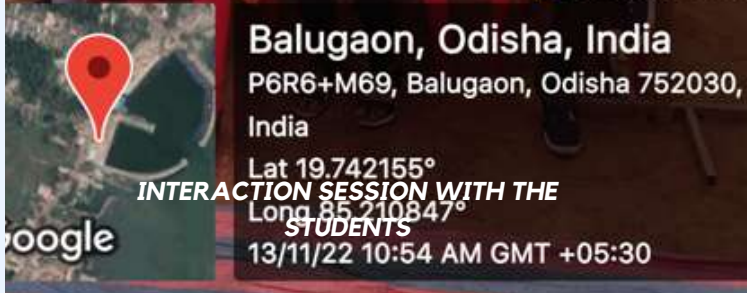 Balugaon, Odisha, India
P6R6+M69, Balugaon, Odisha 752030,
India
Lat 19.742155°
INTERACTION SESSION WITH THE
Long 85.210847°
STUDENTS
13/11/22 10:54 AM GMT +05:30
Google